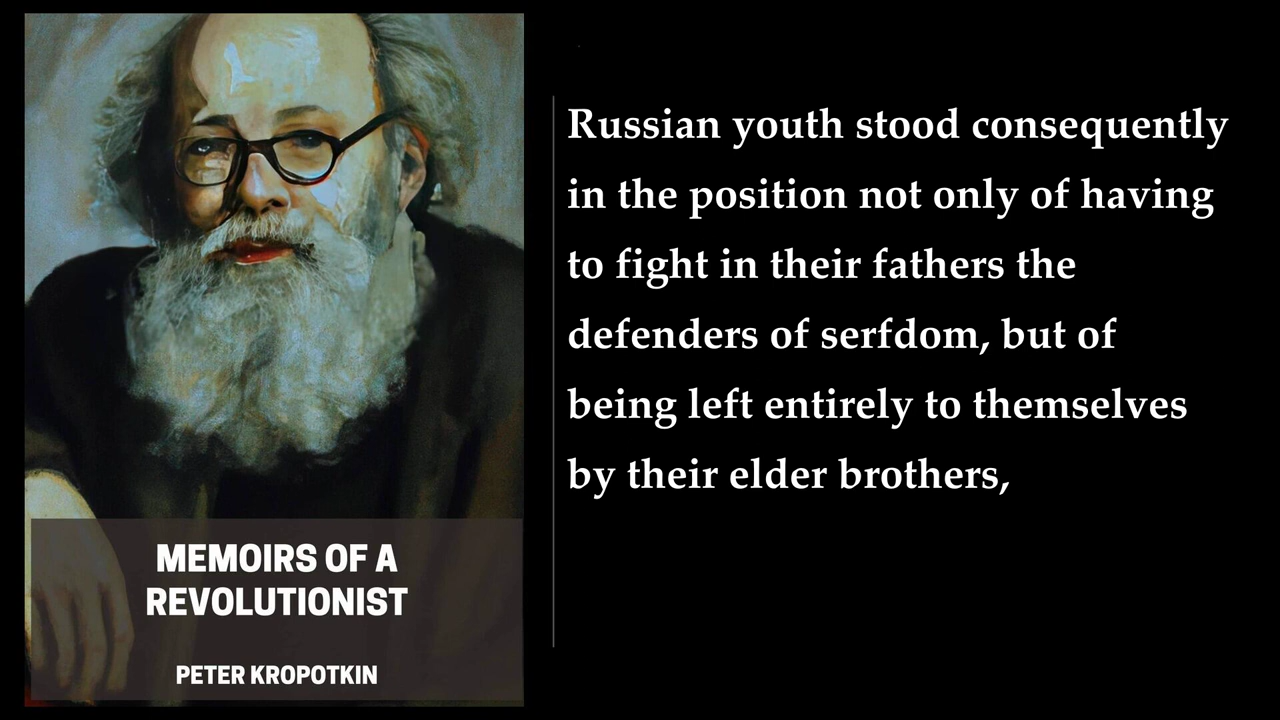 MEMOIRS OF A
REVOLUTIONIST
PETER KROPOTKIN
Russian youth stood consequently
in the position not only of having
to fight in their fathers the
defenders of serfdom, but of
being left entirely to themselves
by their elder brothers,